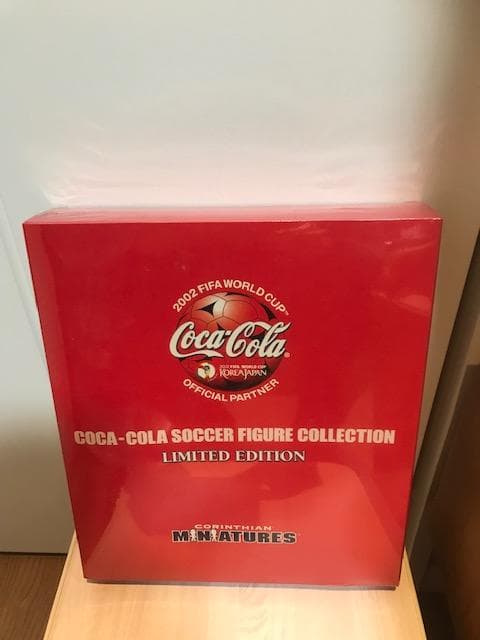 2002 FIFA WORLD CUP™
Coca-Cola®
2002 FIFA WORLD CUP
KOREA JAPAN
OFFICIAL PARTNER
COCA-COLA SOCCER FIGURE COLLECTION
LIMITED EDITION
CORINTHIAN
MINIATURES